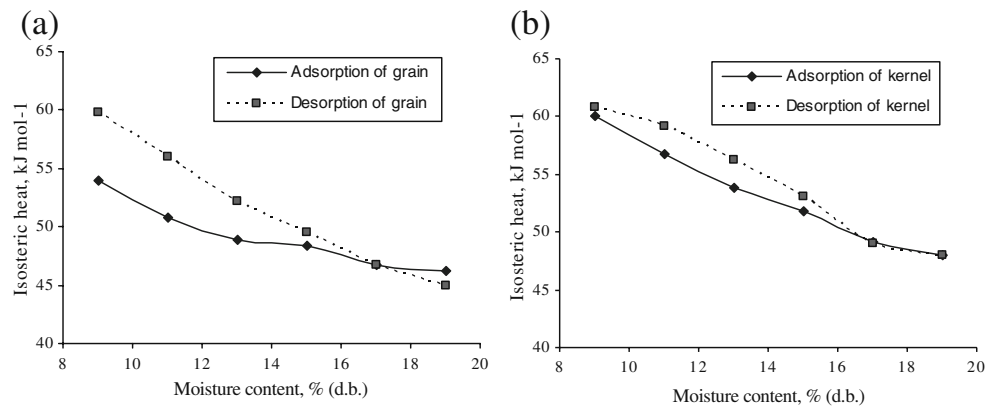 (a)
65
60
55
50
45
40
Isosteric heat, kJ mol-1
Adsorption of grain
Desorption of grain
8 10 12 14 16 18 20
Moisture content, % (d.b.)
(b)
65
60
55
50
45
40
Isosteric heat, kJ mol-1
Adsorption of kernel
Desorption of kernel
8 10 12 14 16 18 20
Moisture content, % (d.b.)